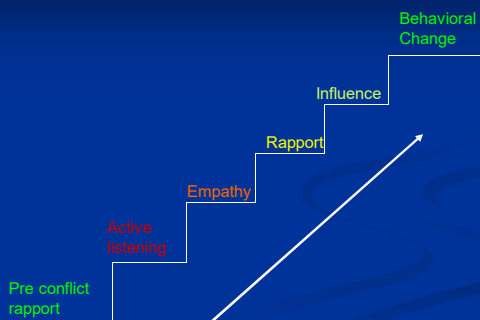 Behavioral
Change
Influence
Rapport
Empathy
Active
listening
Pre conflict
rapport